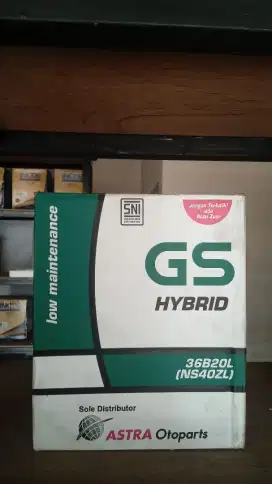 low maintenance
SNI
GS
HYBRID
36B20L
(NS40ZL)
Sole Distributor
ASTRA Otoparts